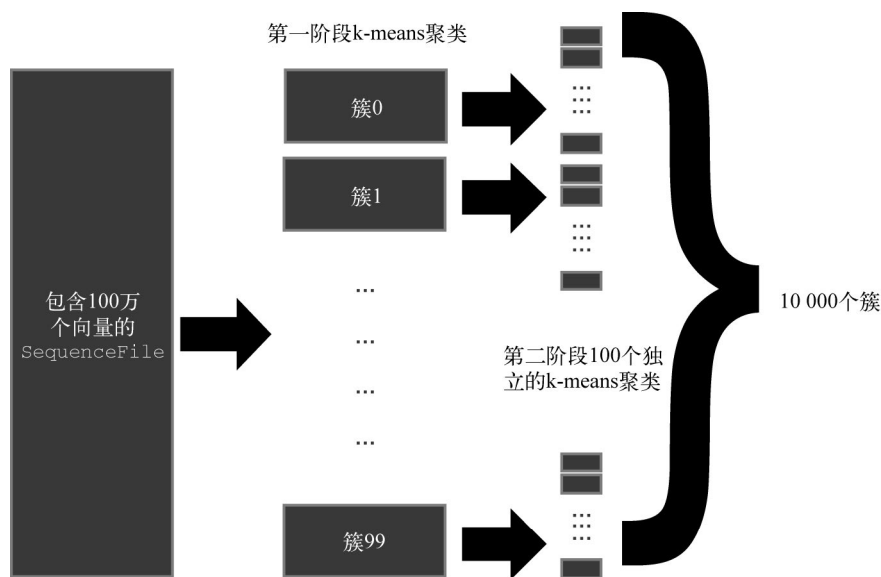 第一阶段k-means聚类
簇0
簇1
...
...
...
...
簇99
包含100万
个向量的
SequenceFile
...
...
...
...
...
...
第二阶段100个独
立的k-means聚类
...
...
...
10 000个簇